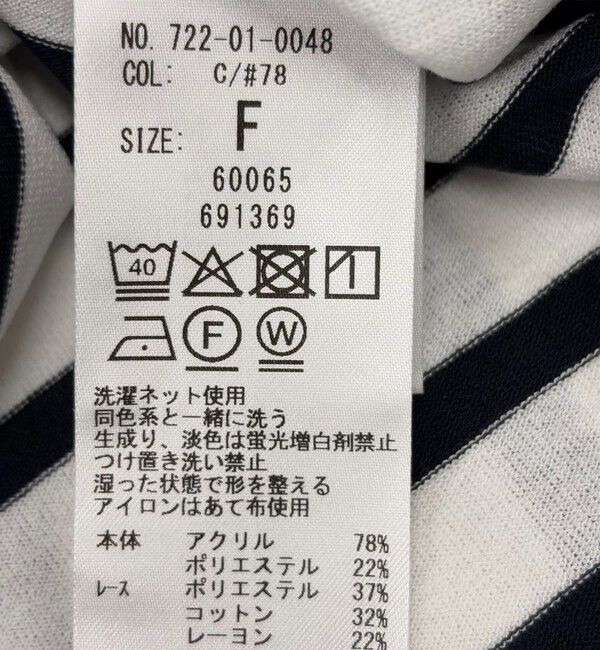 NO. 722-01-0048
COL: C/#78
SIZE: F
60065
691369
40
F W
洗濯ネット使用
同色系と一緒に洗う
生成り、淡色は蛍光増白剤禁止
つけ置き洗い禁止
湿った状態で形を整える
アイロンはあて布使用
本体 アクリル 78%
ポリエステル 22%
レース ポリエステル 37%
コットン 32%
レーヨン 22%